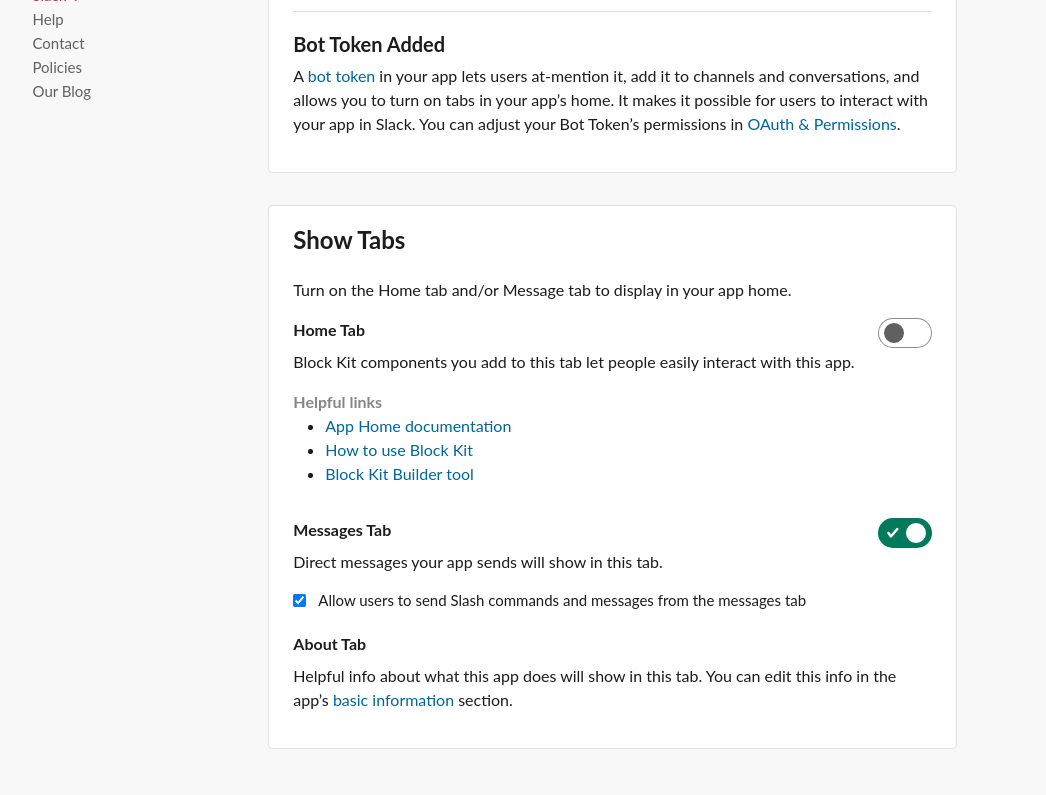 Help
Contact
Policies
Our Blog
Bot Token Added
A bot token in your app lets users at-mention it, add it to channels and conversations, and
allows you to turn on tabs in your app’s home. It makes it possible for users to interact with
your app in Slack. You can adjust your Bot Token’s permissions in OAuth & Permissions.
Show Tabs
Turn on the Home tab and/or Message tab to display in your app home.
Home Tab
Block Kit components you add to this tab let people easily interact with this app.
Helpful links
App Home documentation
How to use Block Kit
Block Kit Builder tool
Messages Tab
Direct messages your app sends will show in this tab.
Allow users to send Slash commands and messages from the messages tab
About Tab
Helpful info about what this app does will show in this tab. You can edit this info in the
app’s basic information section.